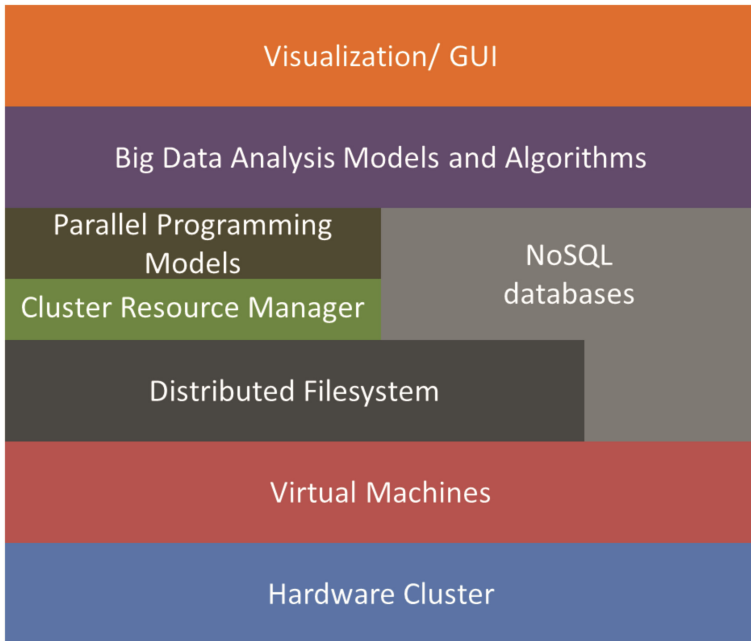 Visualization/ GUI
Big Data Analysis Models and Algorithms
Parallel Programming
Models
NoSQL
databases
Cluster Resource Manager
Distributed Filesystem
Virtual Machines
Hardware Cluster